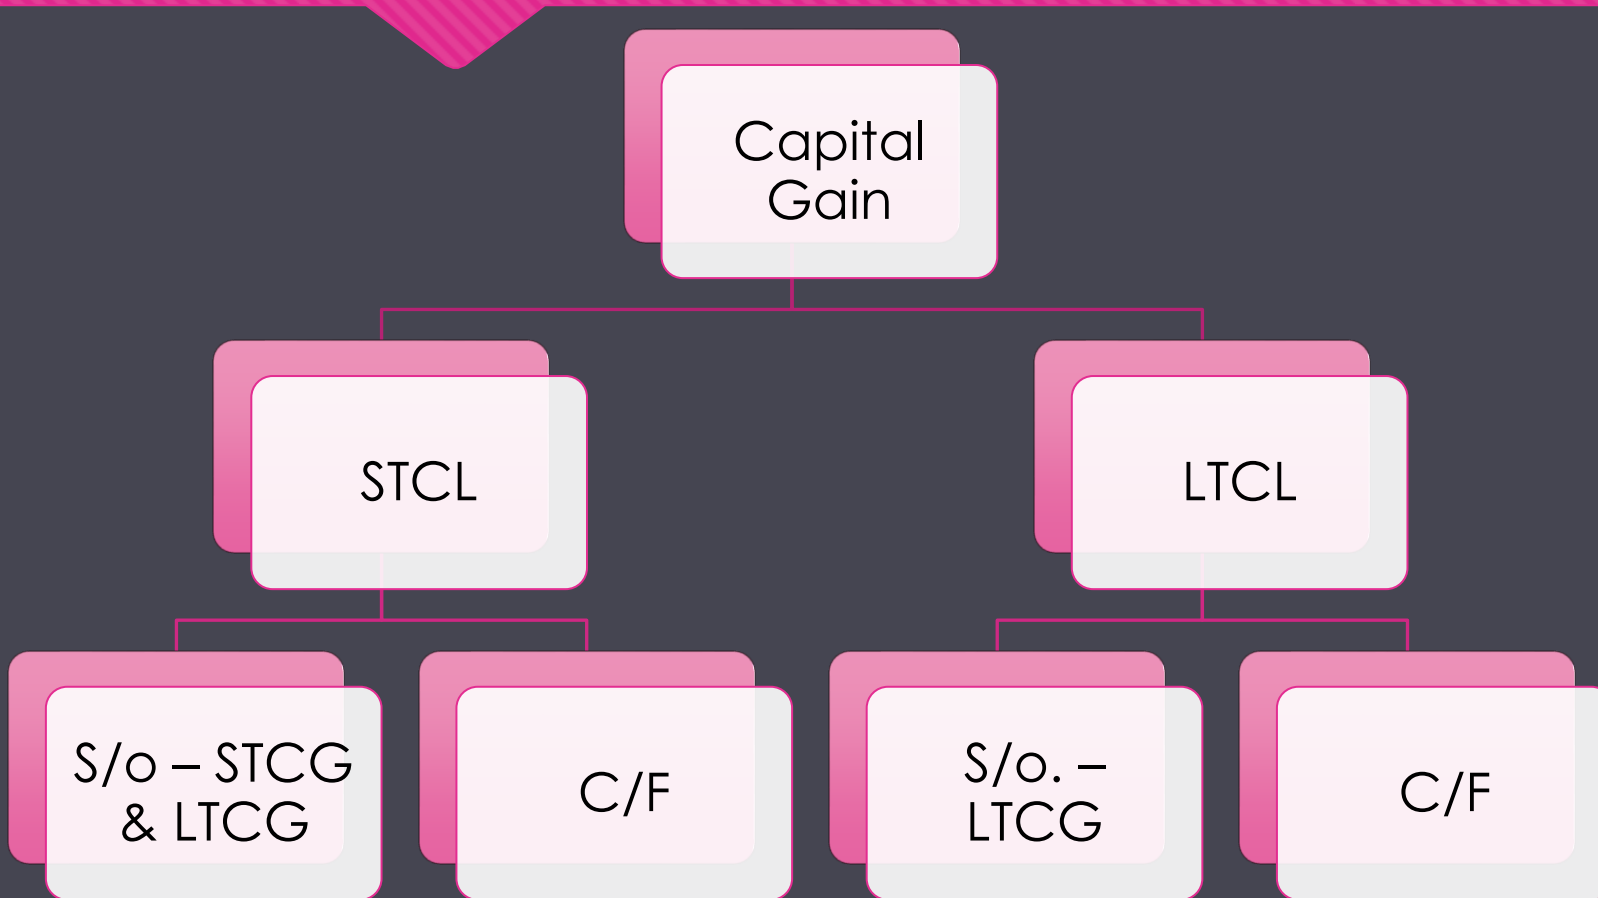 Capital
Gain
STCL
LTCL
S/o – STCG
& LTCG
C/F
S/o. –
LTCG
C/F